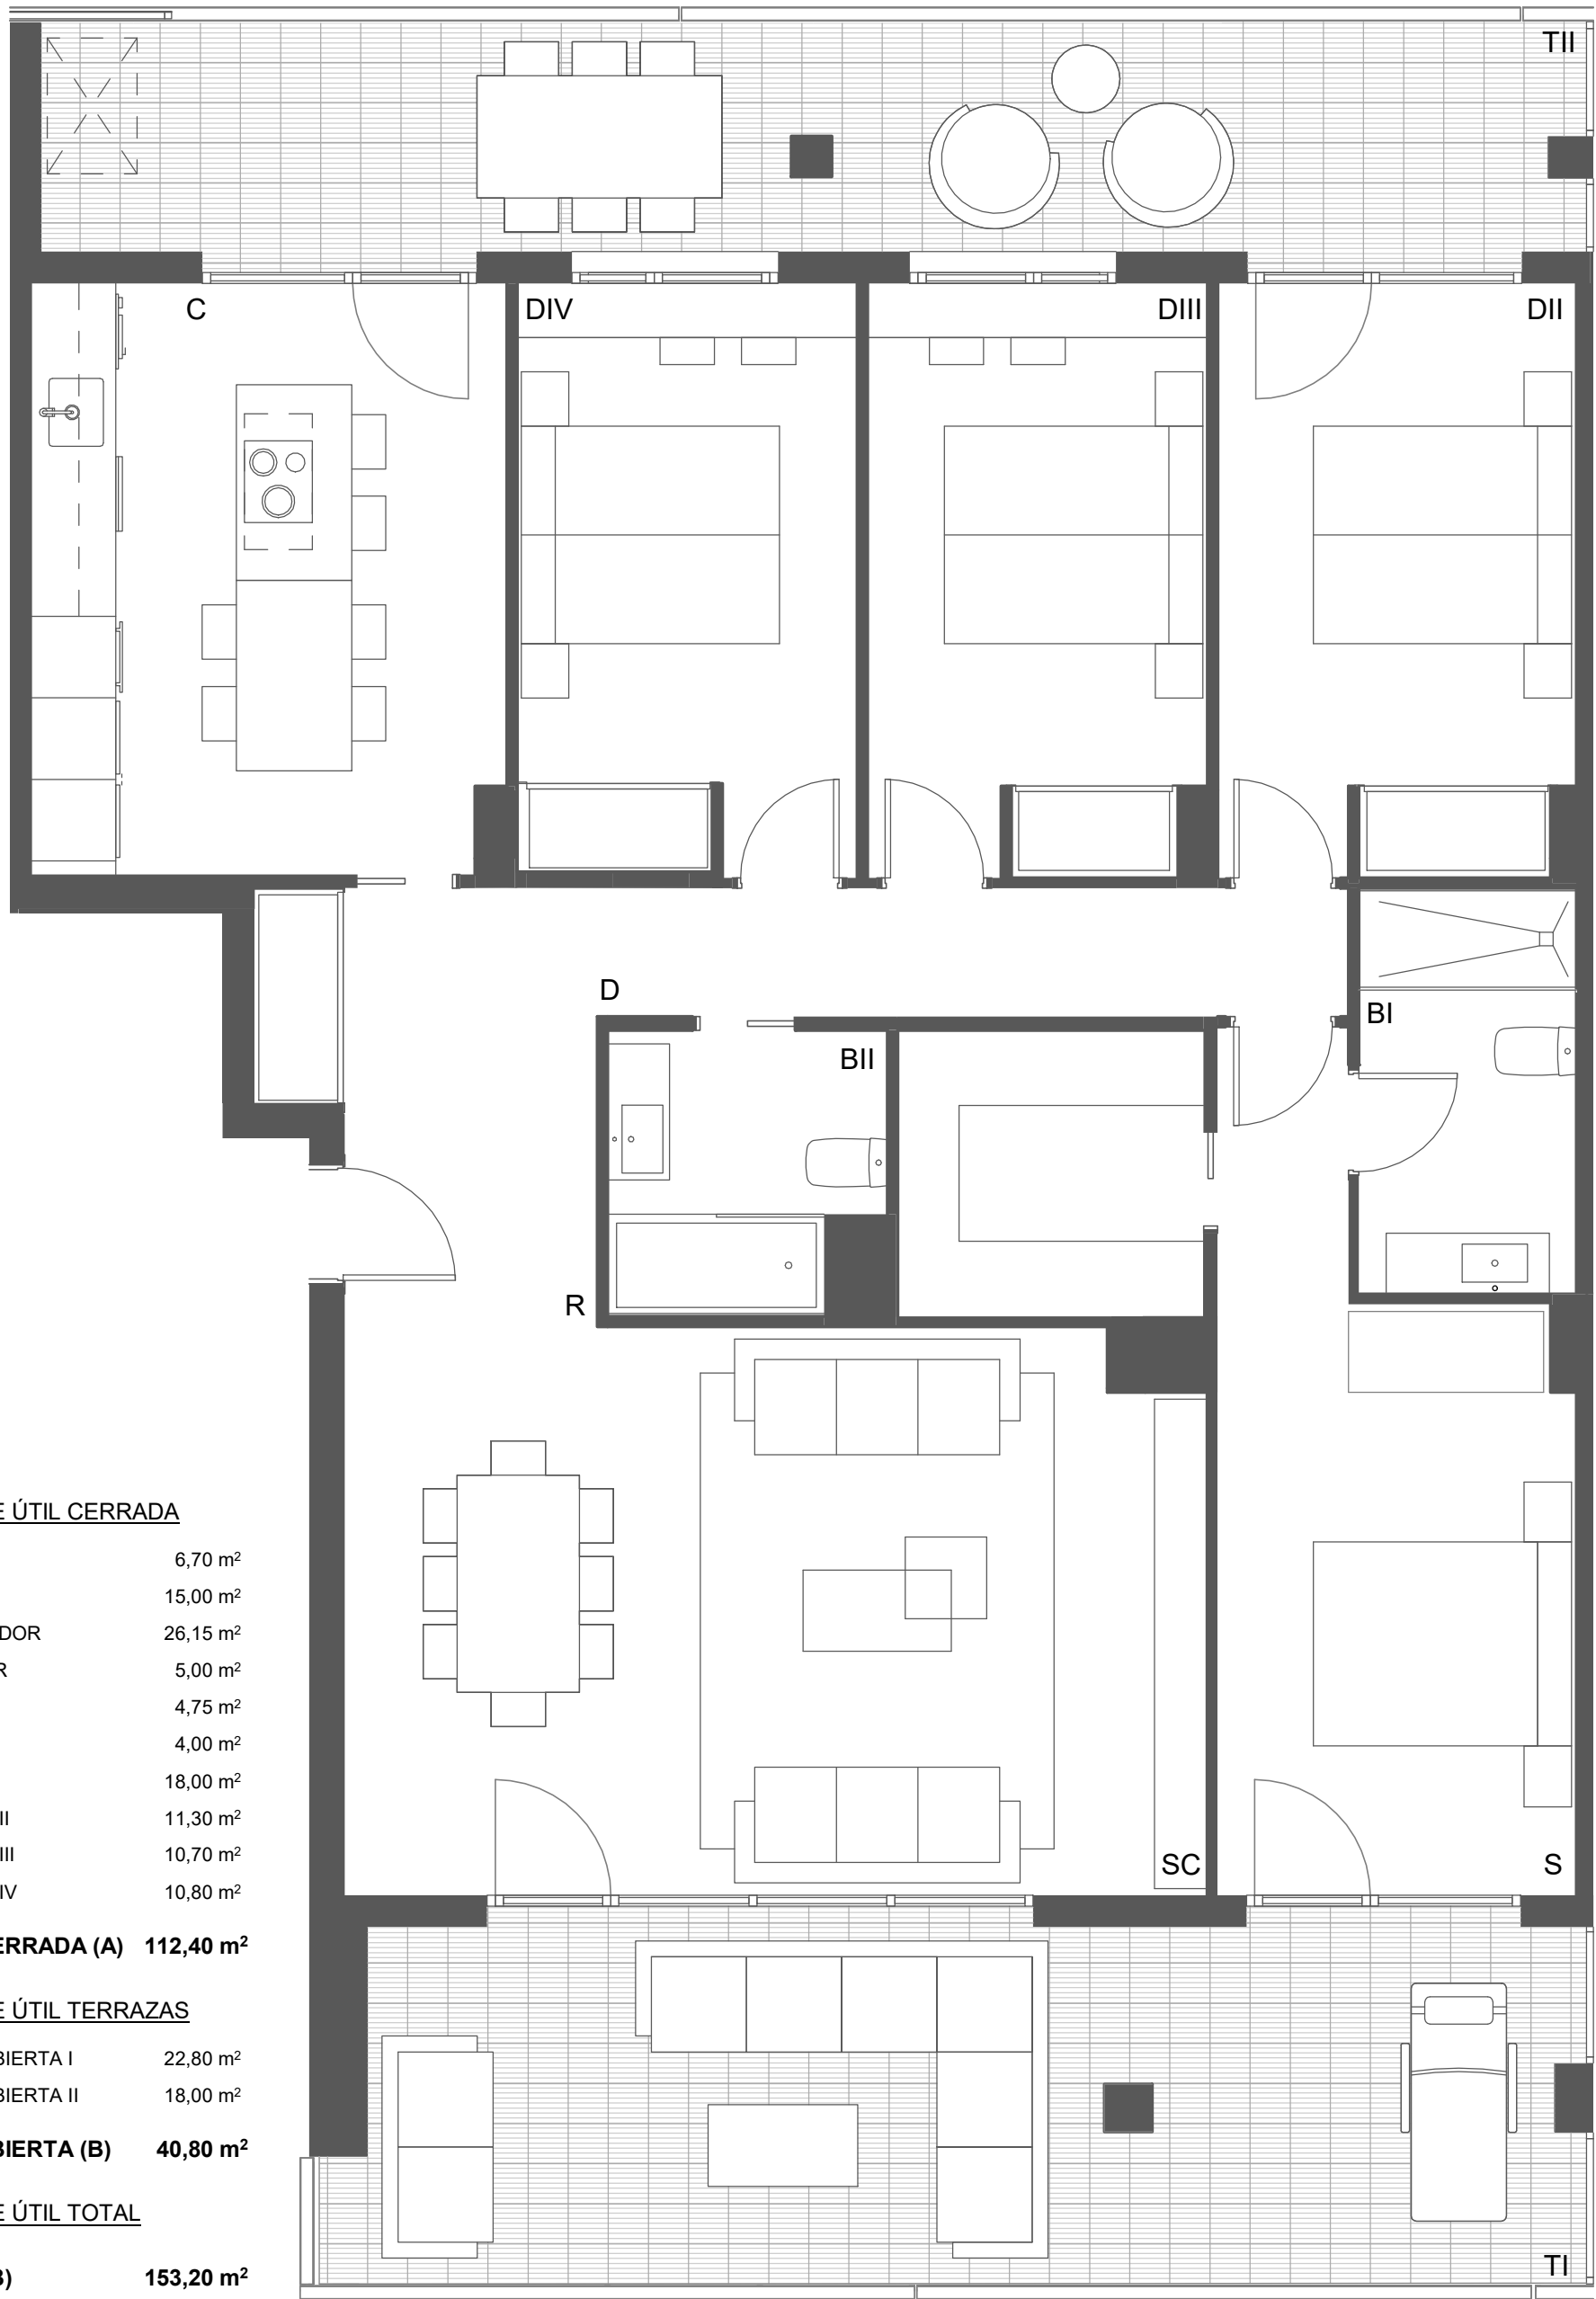 TII
C
DIV
DIII
DII
D
BI
BII
R
E ÚTIL CERRADA
6,70 m²
15,00 m²
DOR 26,15 m²
R 5,00 m²
4,75 m²
4,00 m²
18,00 m²
II 11,30 m²
III 10,70 m²
IV 10,80 m²
ERRADA (A) 112,40 m²
SC
S
E ÚTIL TERRAZAS
BIERTA I 22,80 m²
BIERTA II 18,00 m²
BIERTA (B) 40,80 m²
E ÚTIL TOTAL
TI
B) 153,20 m²